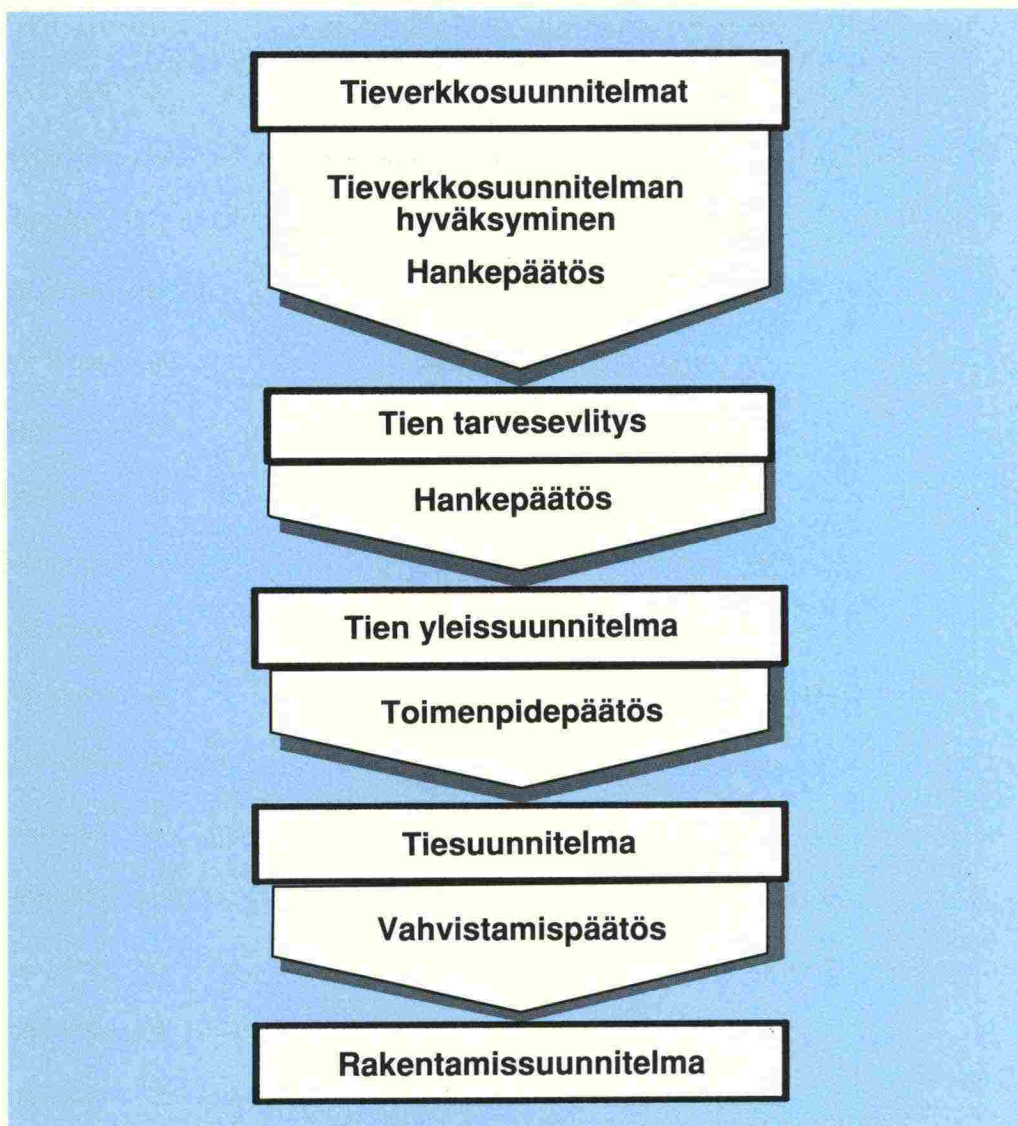 Tieverkkosuunnitelmat
Tieverkkosuunnitelman
hyväksyminen
Hankepäätös
Tien tarvesevlitys
Hankepäätös
Tien yleissuunnitelma
Toimenpidepäätös
Tiesuunnitelma
Vahvistamispäätös
Rakentamissuunnitelma